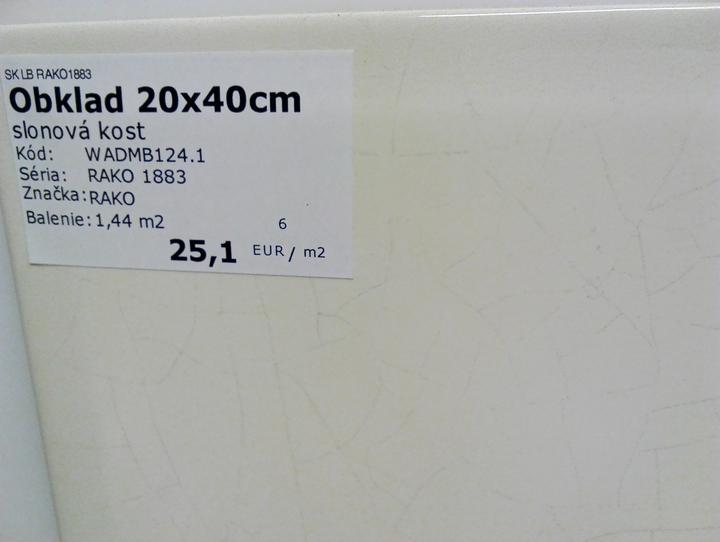 SK LB RAKO1883
Obklad 20x40cm
slonová kost
Kód: WADMB124.1
Séria: RAKO 1883
Značka: RAKO
Balenie: 1,44 m2
6
25,1 EUR / m2